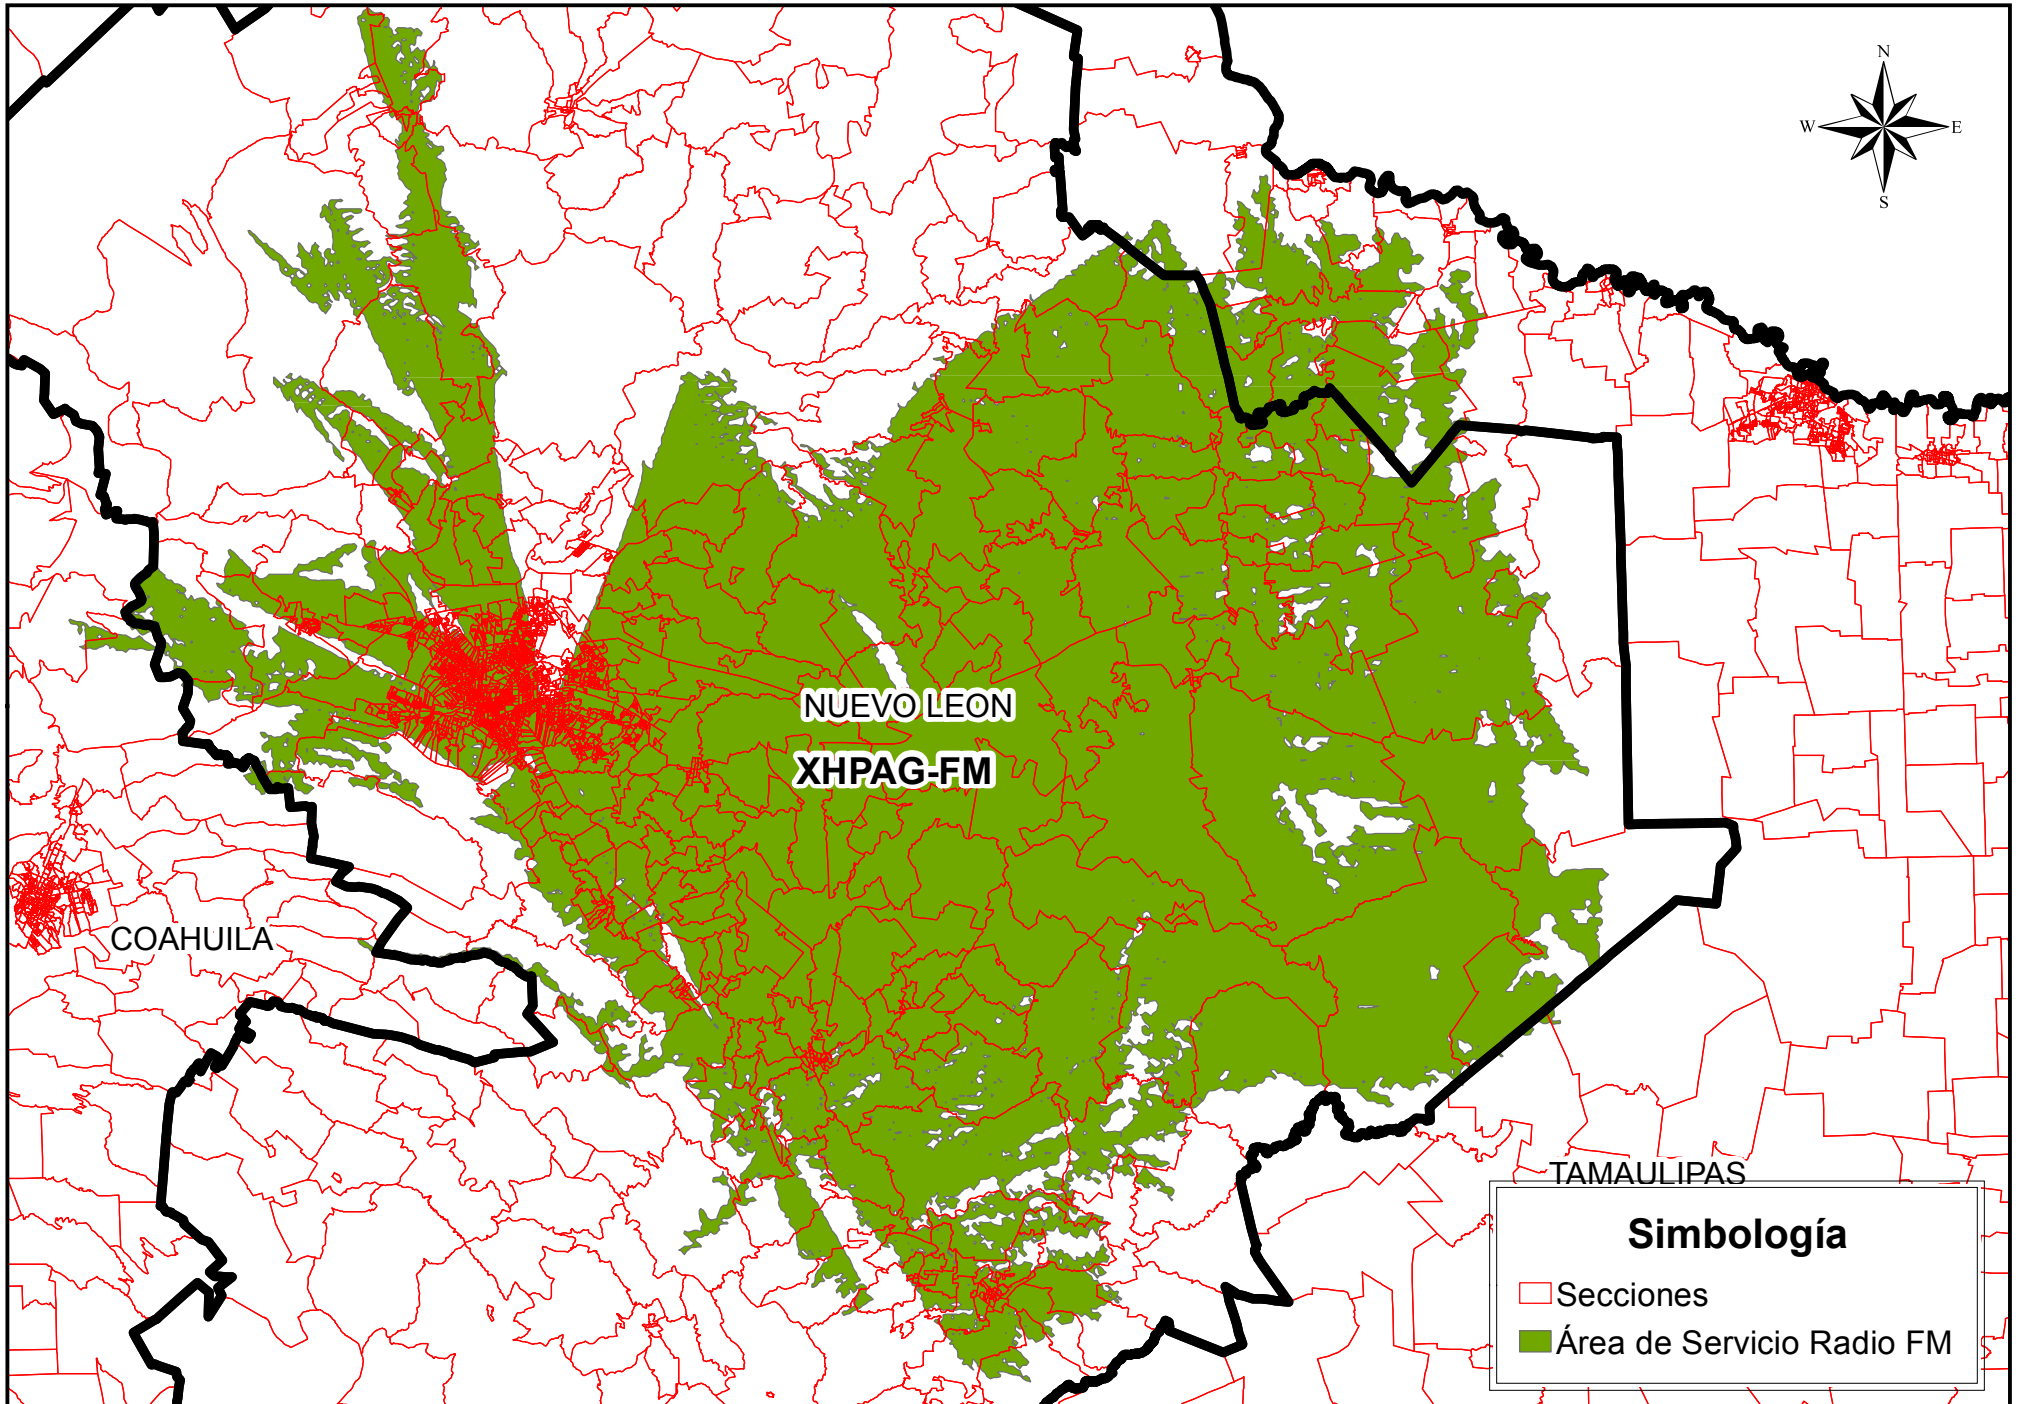 N
W E
S
NUEVO LEON
XHPAG-FM
COAHUILA
TAMAULIPAS
Simbología
Secciones
Área de Servicio Radio FM